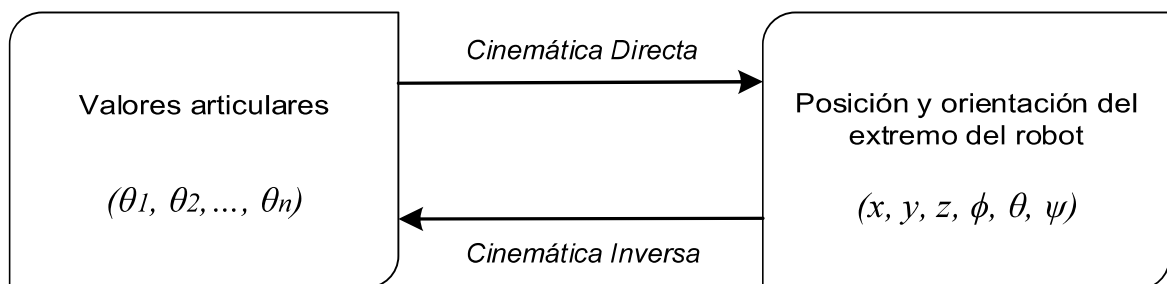 Cinemática Directa
Valores articulares
(θ1, θ2,..., θn)
Posición y orientación del
extremo del robot
(x, y, z, ϕ, θ, ψ)
Cinemática Inversa